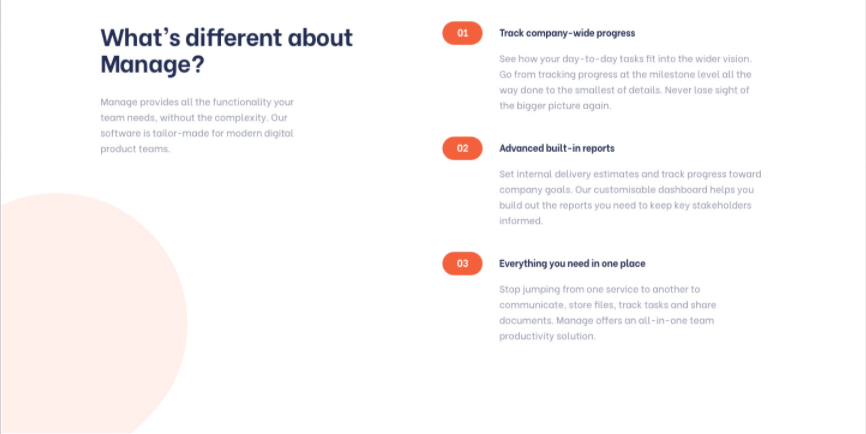 What's different about
Manage?
Manage provides all the functionality your
team needs, without the complexity. Our
software is tailor-made for modern digital
product teams.
01
Track company-wide progress
See how your day-to-day tasks fit into the wider vision.
Go from tracking progress at the milestone level all the
way done to the smallest of details. Never lose sight of
the bigger picture again.
02
Advanced built-in reports
Set internal delivery estimates and track progress toward
company goals. Our customisable dashboard helps you
build out the reports you need to keep key stakeholders
informed.
03
Everything you need in one place
Stop jumping from one service to another to
communicate, store files, track tasks and share
documents. Manage offers an all-in-one team
productivity solution.